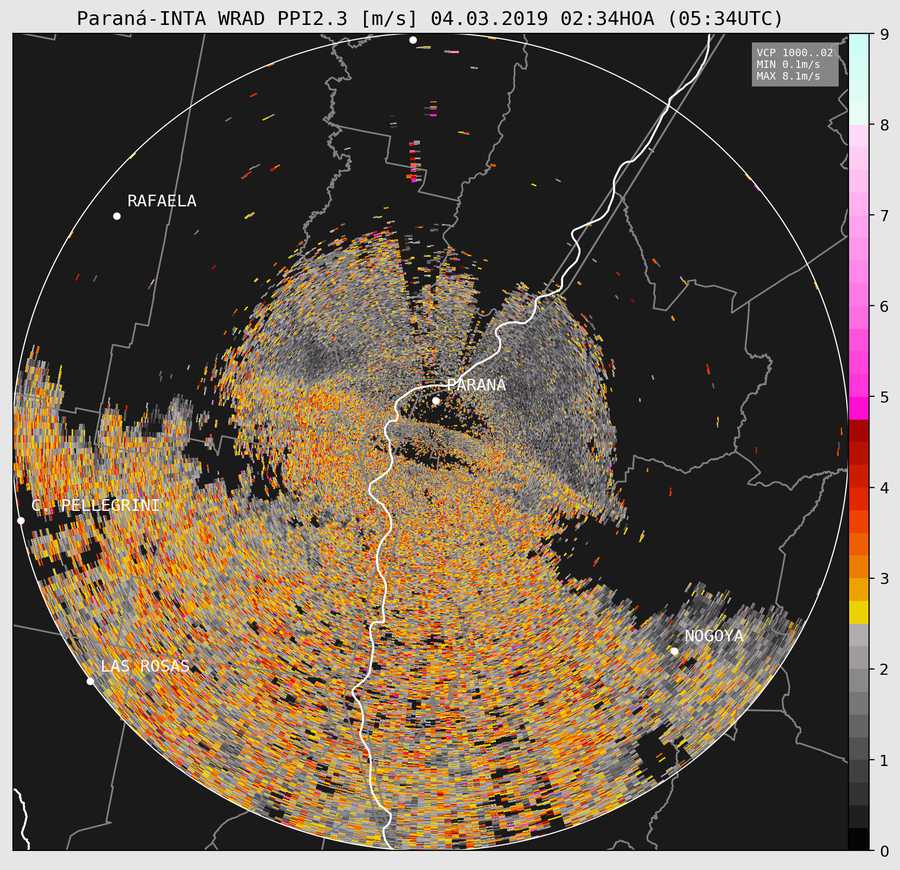 Paraná-INTA WRAD PPI2.3 [m/s] 04.03.2019 02:34HOA (05:34UTC)
VCP 1000..02
MIN 0.1m/s
MAX 8.1m/s
RAFAELA
PARANÁ
C. PELLEGRINI
NOGOYA
LAS ROSAS
9
8
7
6
5
4
3
2
1
0